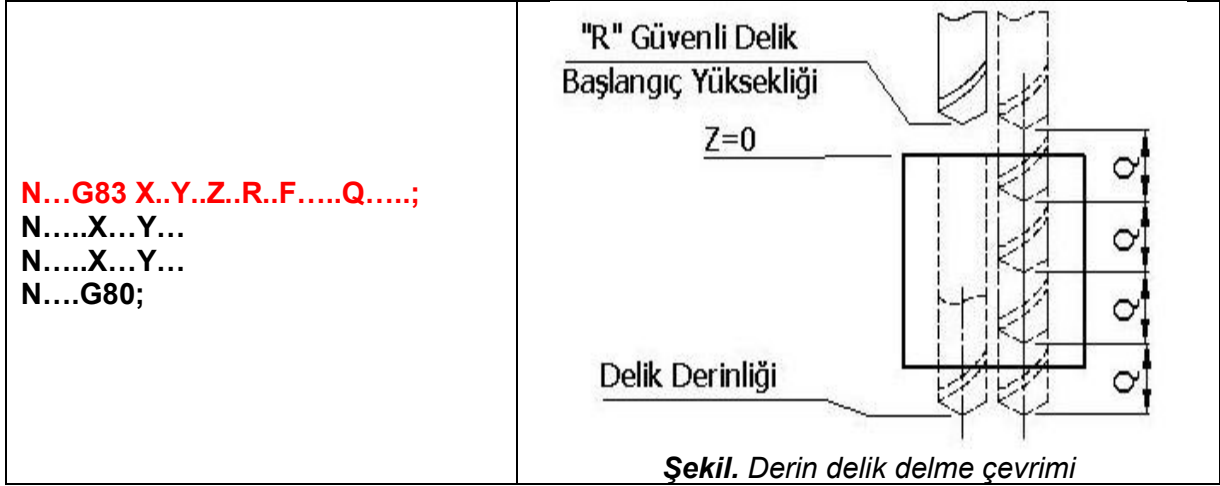 N…G83 X..Y..Z..R..F…..Q…..;
N…..X…Y…
N…..X…Y…
N….G80;
"R" Güvenli Delik
Başlangıç Yüksekliği
Z=0
Q
Q
Q
Q
Delik Derinliği
Şekil. Derin delik delme çevrimi